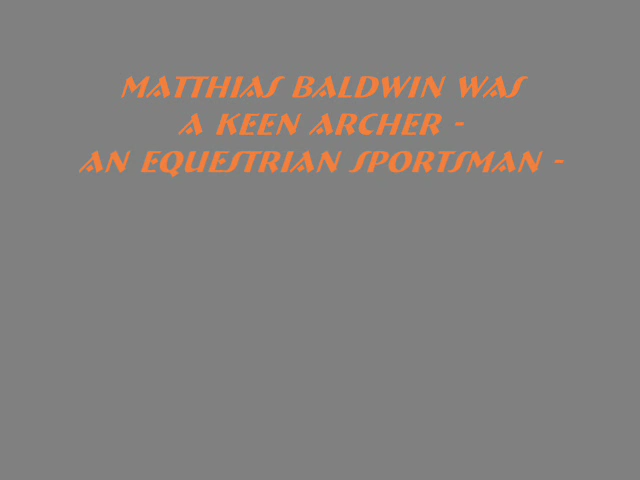 MATTHIAS BALDWIN WAS
A KEEN ARCHER -
AN EQUESTRIAN SPORTSMAN -